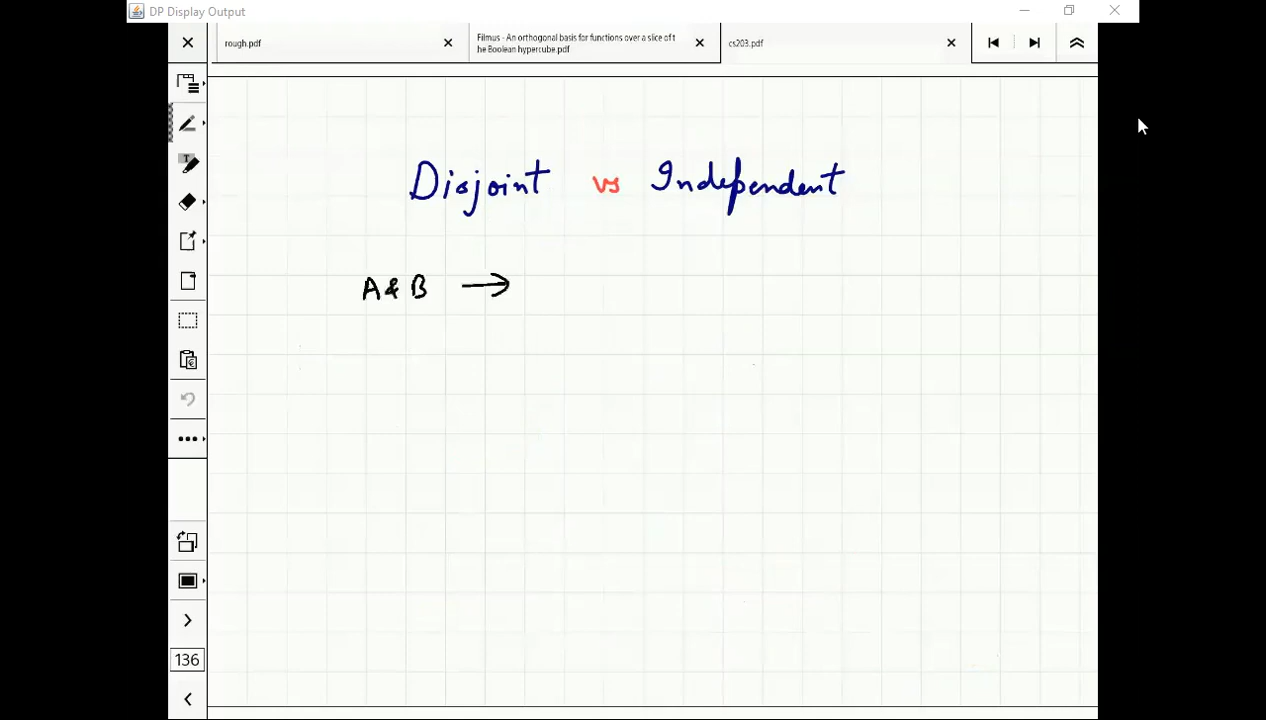 DP Display Output
rough.pdf
Filmus - An orthogonal basis for functions over a slice of t
he Boolean hypercube.pdf
cs203.pdf
Disjoint vs Independent
A & B →
136